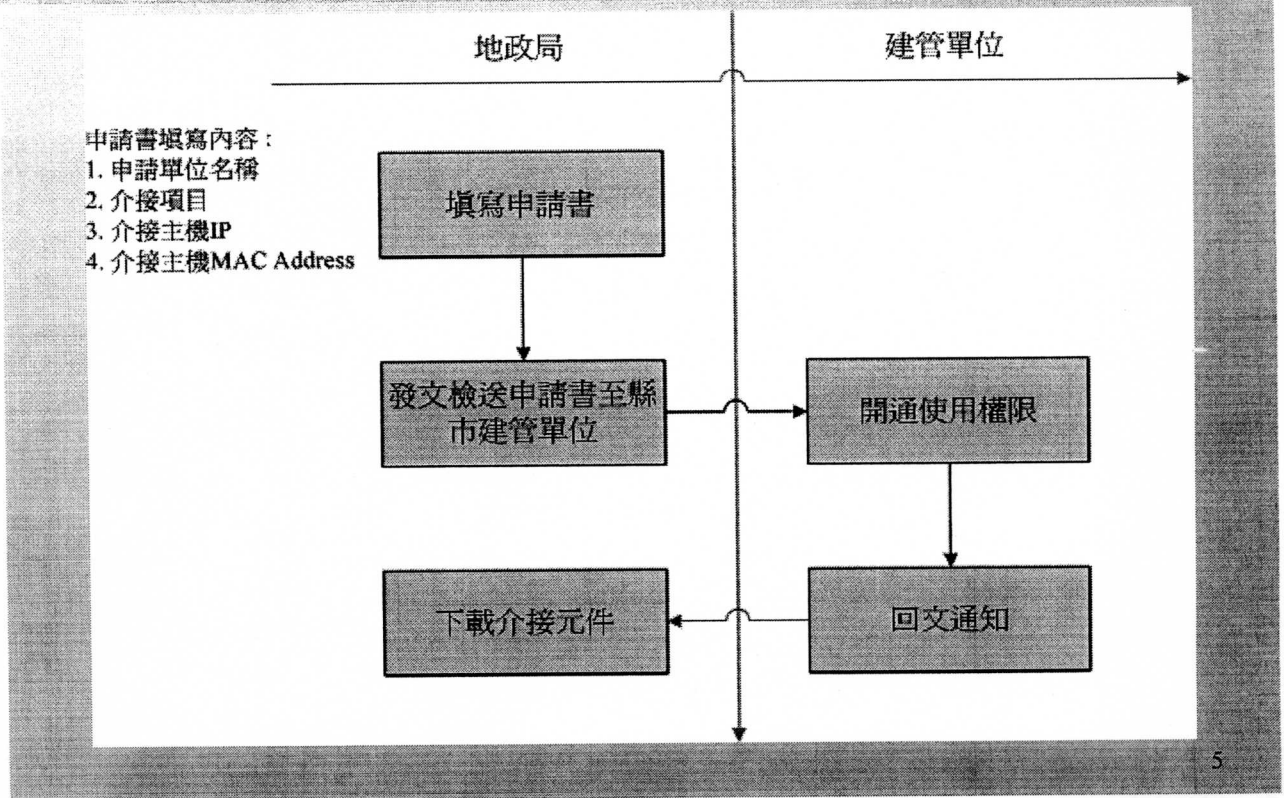 地政局
建管單位
申請書填寫內容：
1. 申請單位名稱
2. 介接項目
3. 介接主機IP
4. 介接主機MAC Address
填寫申請書
發文檢送申請書至縣
市建管單位
開通使用權限
下載介接元件
回文通知
5